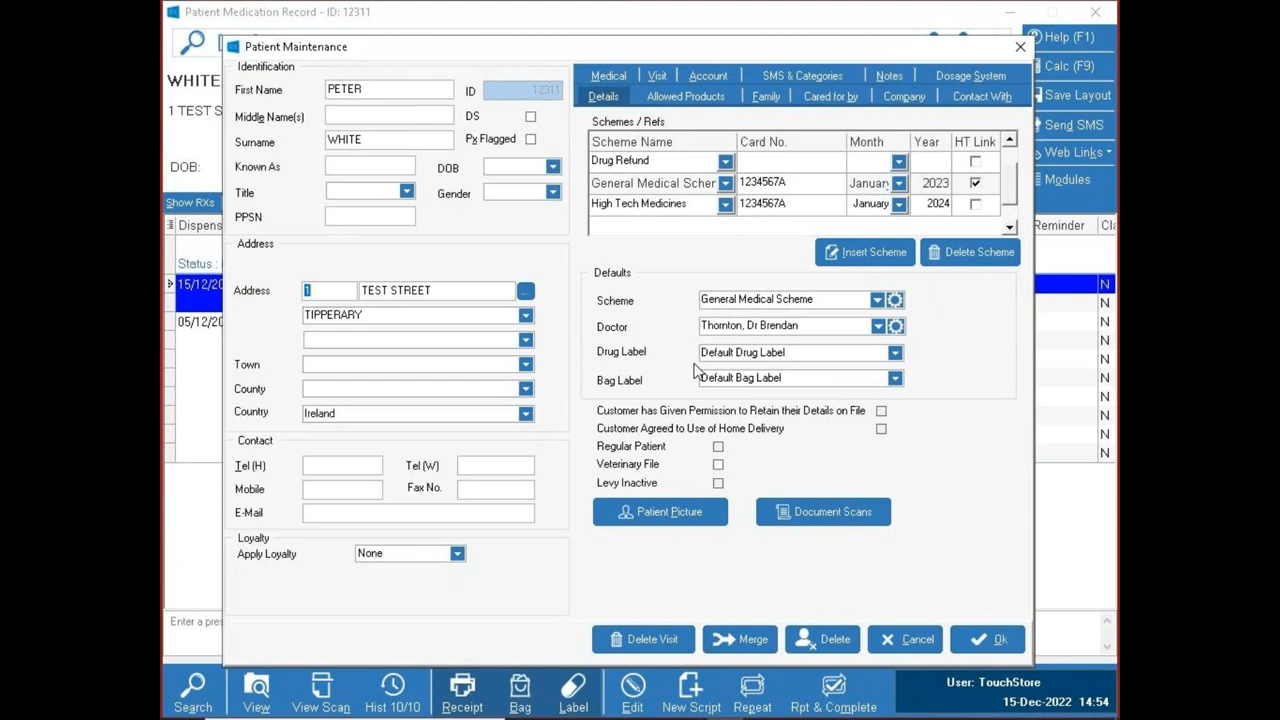 Patient Medication Record - ID: 12311
Help (F1)
Calc (F9)
Save Layout
Send SMS
Web Links
Modules
WHITE
1 TEST S
DOB:
Show RXs
Dispens
Status :
15/12/20
05/12/20
Reminder
Cla
N
N
N
N
N
N
N
N
N
N
Patient Maintenance
Identification
First Name PETER ID 12311
Middle Name(s) DS
Surname WHITE Px Flagged
Known As DOB
Title Gender
PPSN
Address
Address 1 TEST STREET ...
TIPPERARY
Town
County
Country Ireland
Contact
Tel (H) Tel (W)
Mobile Fax No.
E-Mail
Loyalty
Apply Loyalty None
Medical Visit Account SMS & Categories Notes Dosage System
Details Allowed Products Family Cared for by Company Contact With
Schemes / Refs
Scheme Name Card No. Month Year HT Link
Drug Refund
General Medical Scher 1234567A January 2023
High Tech Medicines 1234567A January 2024
Insert Scheme Delete Scheme
Defaults
Scheme General Medical Scheme
Doctor Thornton, Dr Brendan
Drug Label Default Drug Label
Bag Label Default Bag Label
Customer has Given Permission to Retain their Details on File
Customer Agreed to Use of Home Delivery
Regular Patient
Veterinary File
Levy Inactive
Patient Picture Document Scans
Delete Visit Merge Delete Cancel Ok
Enter a pres
Search View View Scan Hist 10/10 Receipt Bag Label Edit New Script Repeat Rpt & Complete
User: TouchStore
15-Dec-2022 14:54